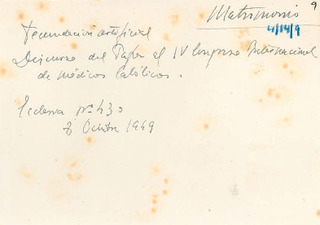 Matrimonio 9
4/14/9
Fecundación artificial
Discurso del Papa al IV Congreso Internacional
de médicos católicos.
Ecclesia nº 430
8 Octubre 1949